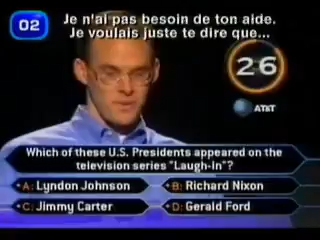 02
Je n'ai pas besoin de ton aide.
Je voulais juste te dire que...
26
AT&T
Which of these U.S. Presidents appeared on the
television series "Laugh-In"?
A: Lyndon Johnson
B: Richard Nixon
C: Jimmy Carter
D: Gerald Ford